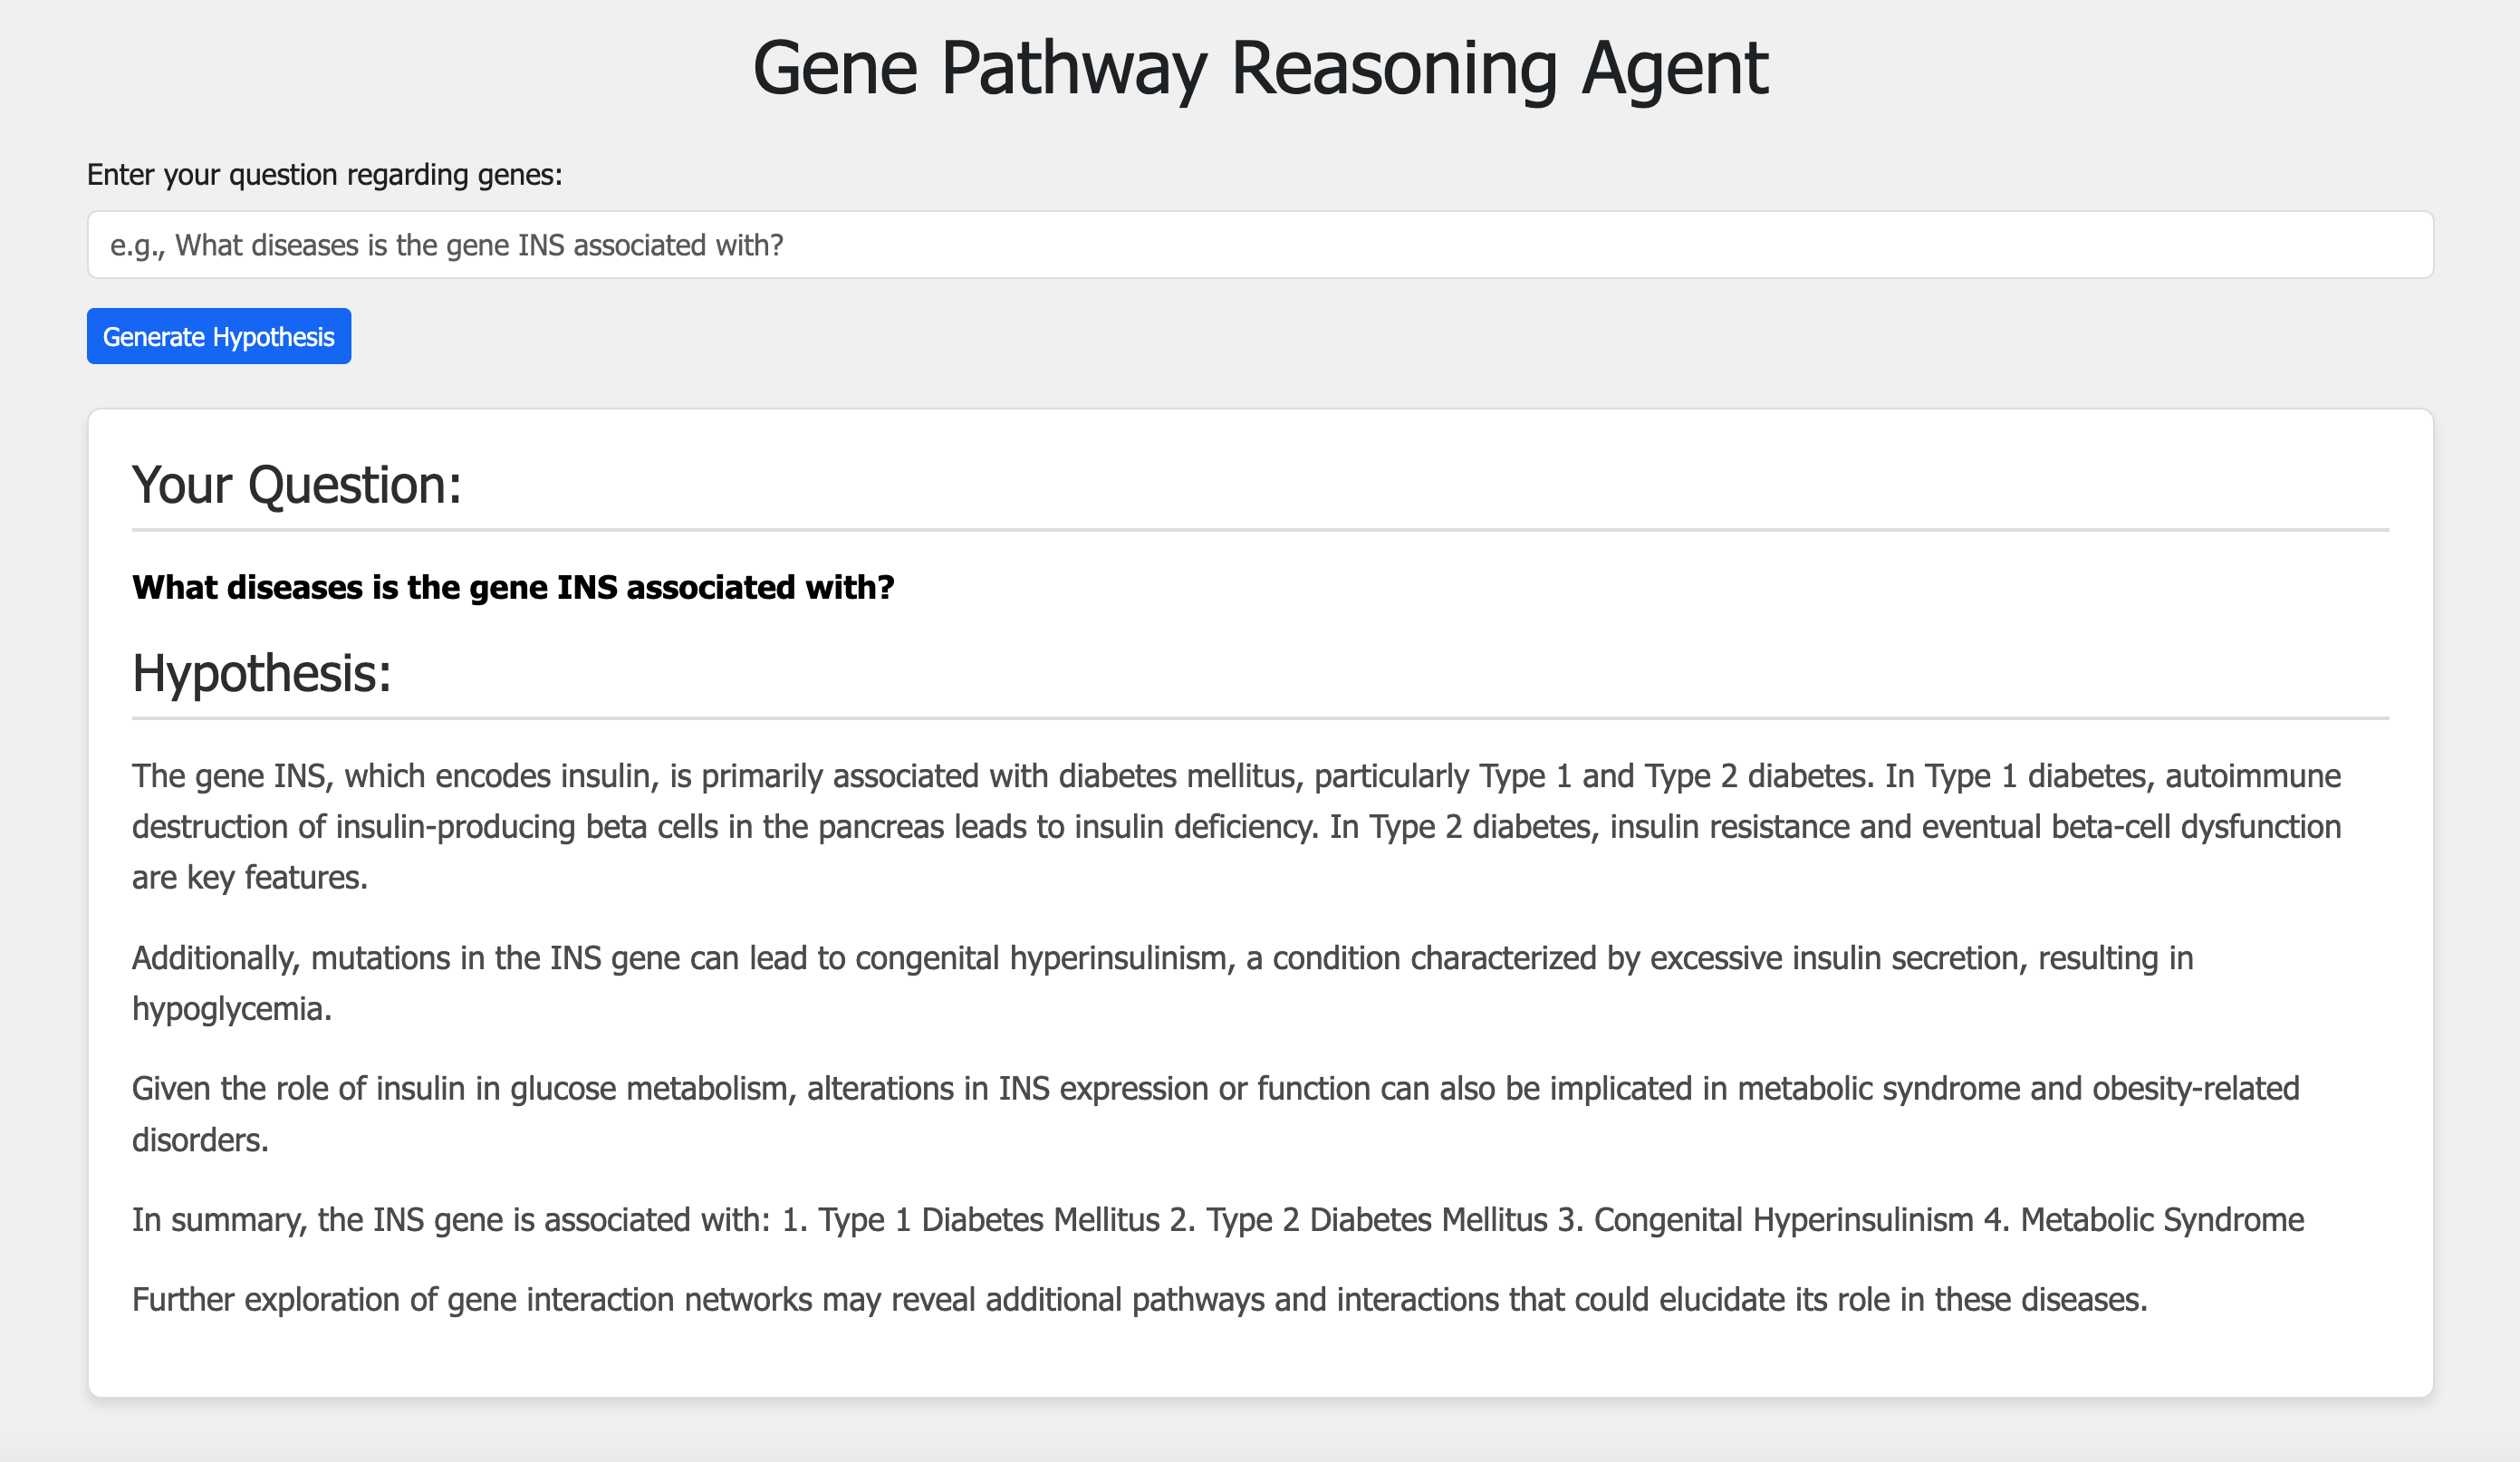 Gene Pathway Reasoning Agent
Enter your question regarding genes:
e.g., What diseases is the gene INS associated with?
Generate Hypothesis
Your Question:
What diseases is the gene INS associated with?
Hypothesis:
The gene INS, which encodes insulin, is primarily associated with diabetes mellitus, particularly Type 1 and Type 2 diabetes. In Type 1 diabetes, autoimmune
destruction of insulin-producing beta cells in the pancreas leads to insulin deficiency. In Type 2 diabetes, insulin resistance and eventual beta-cell dysfunction
are key features.
Additionally, mutations in the INS gene can lead to congenital hyperinsulinism, a condition characterized by excessive insulin secretion, resulting in
hypoglycemia.
Given the role of insulin in glucose metabolism, alterations in INS expression or function can also be implicated in metabolic syndrome and obesity-related
disorders.
In summary, the INS gene is associated with: 1. Type 1 Diabetes Mellitus 2. Type 2 Diabetes Mellitus 3. Congenital Hyperinsulinism 4. Metabolic Syndrome
Further exploration of gene interaction networks may reveal additional pathways and interactions that could elucidate its role in these diseases.